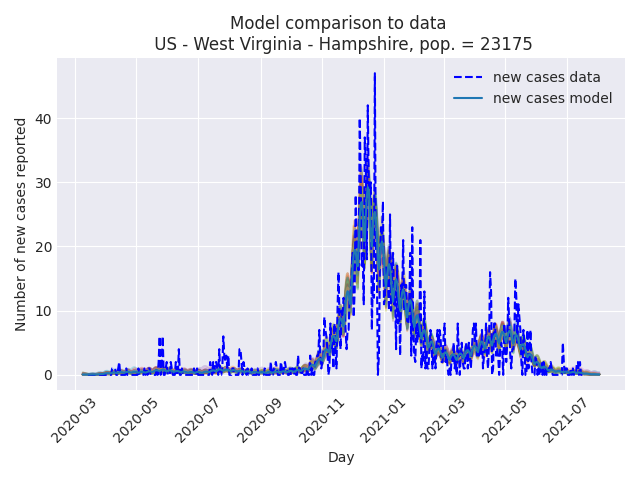 Model comparison to data
US - West Virginia - Hampshire, pop. = 23175
new cases data
new cases model
Number of new cases reported
40
30
20
10
0
2020-03
2020-05
2020-07
2020-09
2020-11
2021-01
2021-03
2021-05
2021-07
Day